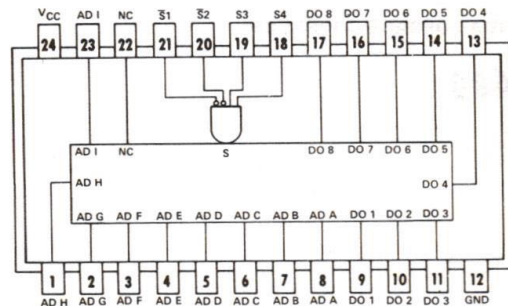 VCC AD I NC S̅1 S̅2 S3 S4 DO 8 DO 7 DO 6 DO 5 DO 4
24 23 22 21 20 19 18 17 16 15 14 13
AD I NC S DO 8 DO 7 DO 6 DO 5
AD H DO 4
AD G AD F AD E AD D AD C AD B AD A DO 1 DO 2 DO 3
1 2 3 4 5 6 7 8 9 10 11 12
AD H AD G AD F AD E AD D AD C AD B AD A DO 1 DO 2 DO 3 GND